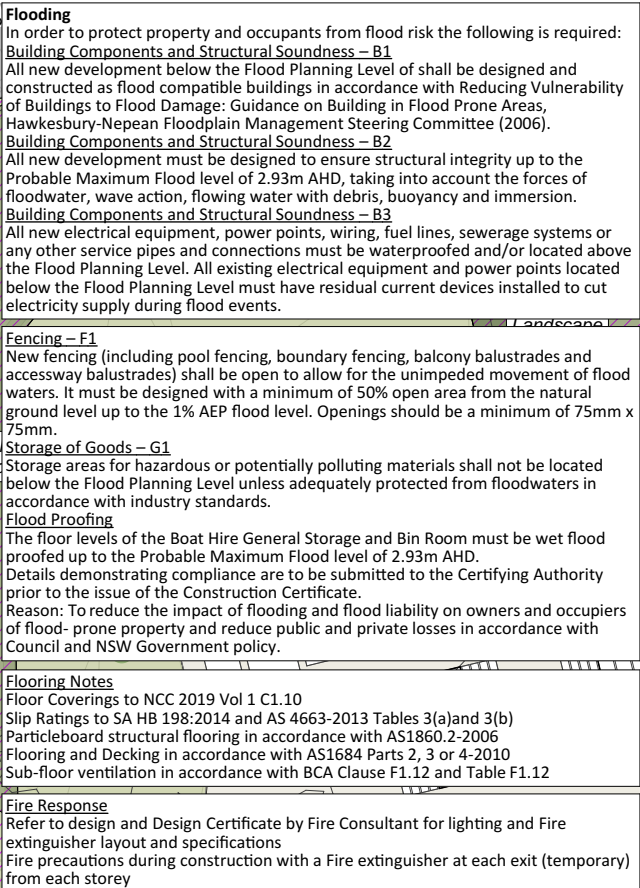 Flooding
In order to protect property and occupants from flood risk the following is required:
Building Components and Structural Soundness – B1
All new development below the Flood Planning Level of shall be designed and
constructed as flood compatible buildings in accordance with Reducing Vulnerability
of Buildings to Flood Damage: Guidance on Building in Flood Prone Areas,
Hawkesbury-Nepean Floodplain Management Steering Committee (2006).
Building Components and Structural Soundness – B2
All new development must be designed to ensure structural integrity up to the
Probable Maximum Flood level of 2.93m AHD, taking into account the forces of
floodwater, wave action, flowing water with debris, buoyancy and immersion.
Building Components and Structural Soundness – B3
All new electrical equipment, power points, wiring, fuel lines, sewerage systems or
any other service pipes and connections must be waterproofed and/or located above
the Flood Planning Level. All existing electrical equipment and power points located
below the Flood Planning Level must have residual current devices installed to cut
electricity supply during flood events.
Landscape
Fencing – F1
New fencing (including pool fencing, boundary fencing, balcony balustrades and
accessway balustrades) shall be open to allow for the unimpeded movement of flood
waters. It must be designed with a minimum of 50% open area from the natural
ground level up to the 1% AEP flood level. Openings should be a minimum of 75mm x
75mm.
Storage of Goods – G1
Storage areas for hazardous or potentially polluting materials shall not be located
below the Flood Planning Level unless adequately protected from floodwaters in
accordance with industry standards.
Flood Proofing
The floor levels of the Boat Hire General Storage and Bin Room must be wet flood
proofed up to the Probable Maximum Flood level of 2.93m AHD.
Details demonstrating compliance are to be submitted to the Certifying Authority
prior to the issue of the Construction Certificate.
Reason: To reduce the impact of flooding and flood liability on owners and occupiers
of flood- prone property and reduce public and private losses in accordance with
Council and NSW Government policy.
Flooring Notes
Floor Coverings to NCC 2019 Vol 1 C1.10
Slip Ratings to SA HB 198:2014 and AS 4663-2013 Tables 3(a)and 3(b)
Particleboard structural flooring in accordance with AS1860.2-2006
Flooring and Decking in accordance with AS1684 Parts 2, 3 or 4-2010
Sub-floor ventilation in accordance with BCA Clause F1.12 and Table F1.12
Fire Response
Refer to design and Design Certificate by Fire Consultant for lighting and Fire
extinguisher layout and specifications
Fire precautions during construction with a Fire extinguisher at each exit (temporary)
from each storey